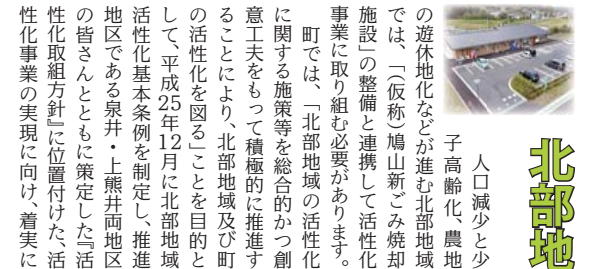 北部地
人口減少と少
子高齢化、農地
の遊休地化などが進む北部地域
では、「（仮称）鳩山新ごみ焼却
施設」の整備と連携して活性化
事業に取り組む必要があります。
町では、「北部地域の活性化
に関する施策等を総合的かつ創
意工夫をもって積極的に推進す
ることにより、北部地域及び町
の活性化を図る」ことを目的と
して、平成25年12月に北部地域
活性化基本条例を制定し、推進
地区である泉井・上熊井両地区
の皆さんとともに策定した『活
性化取組方針』に位置付けた、活
性化事業の実現に向け、着実に